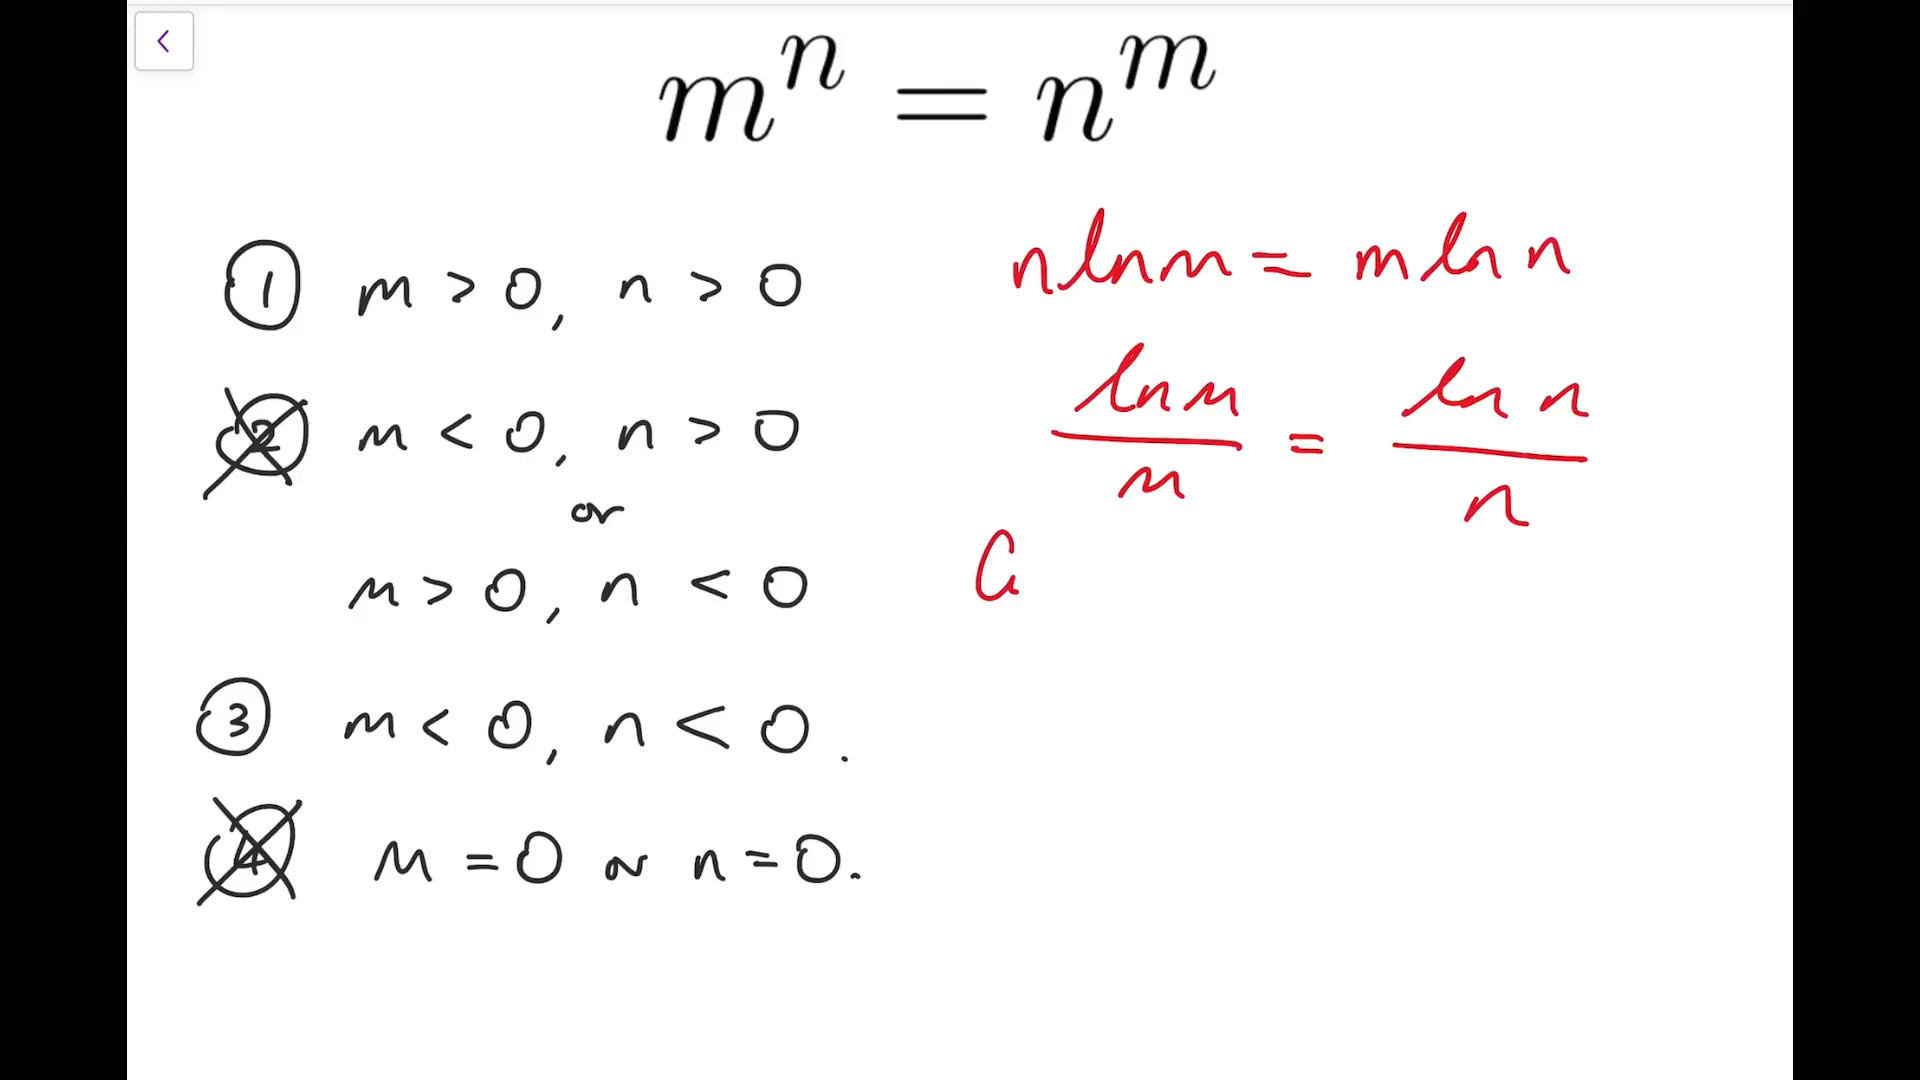 m^n = n^m
① m > 0, n > 0
② m < 0, n > 0
or
m > 0, n < 0
③ m < 0, n < 0.
④ m = 0 or n = 0.
n ln m = m ln n
ln m / m = ln n / n